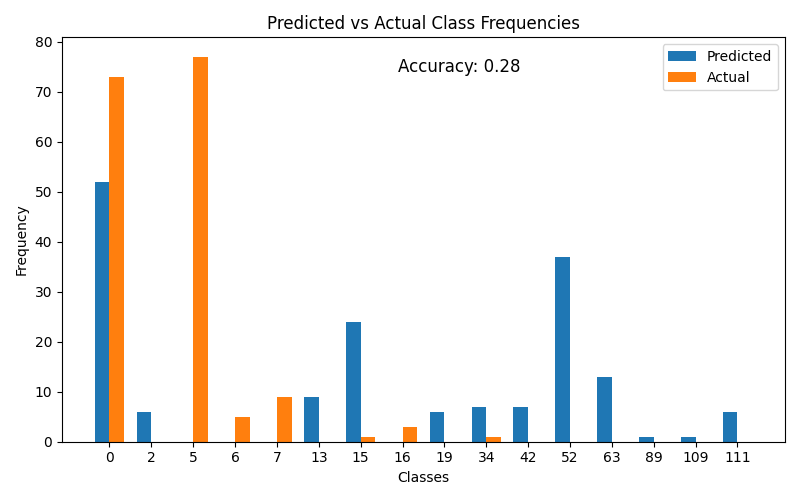 Predicted vs Actual Class Frequencies
Accuracy: 0.28
Predicted
Actual
Frequency
80
70
60
50
40
30
20
10
0
0 2 5 6 7 13 15 16 19 34 42 52 63 89 109 111
Classes